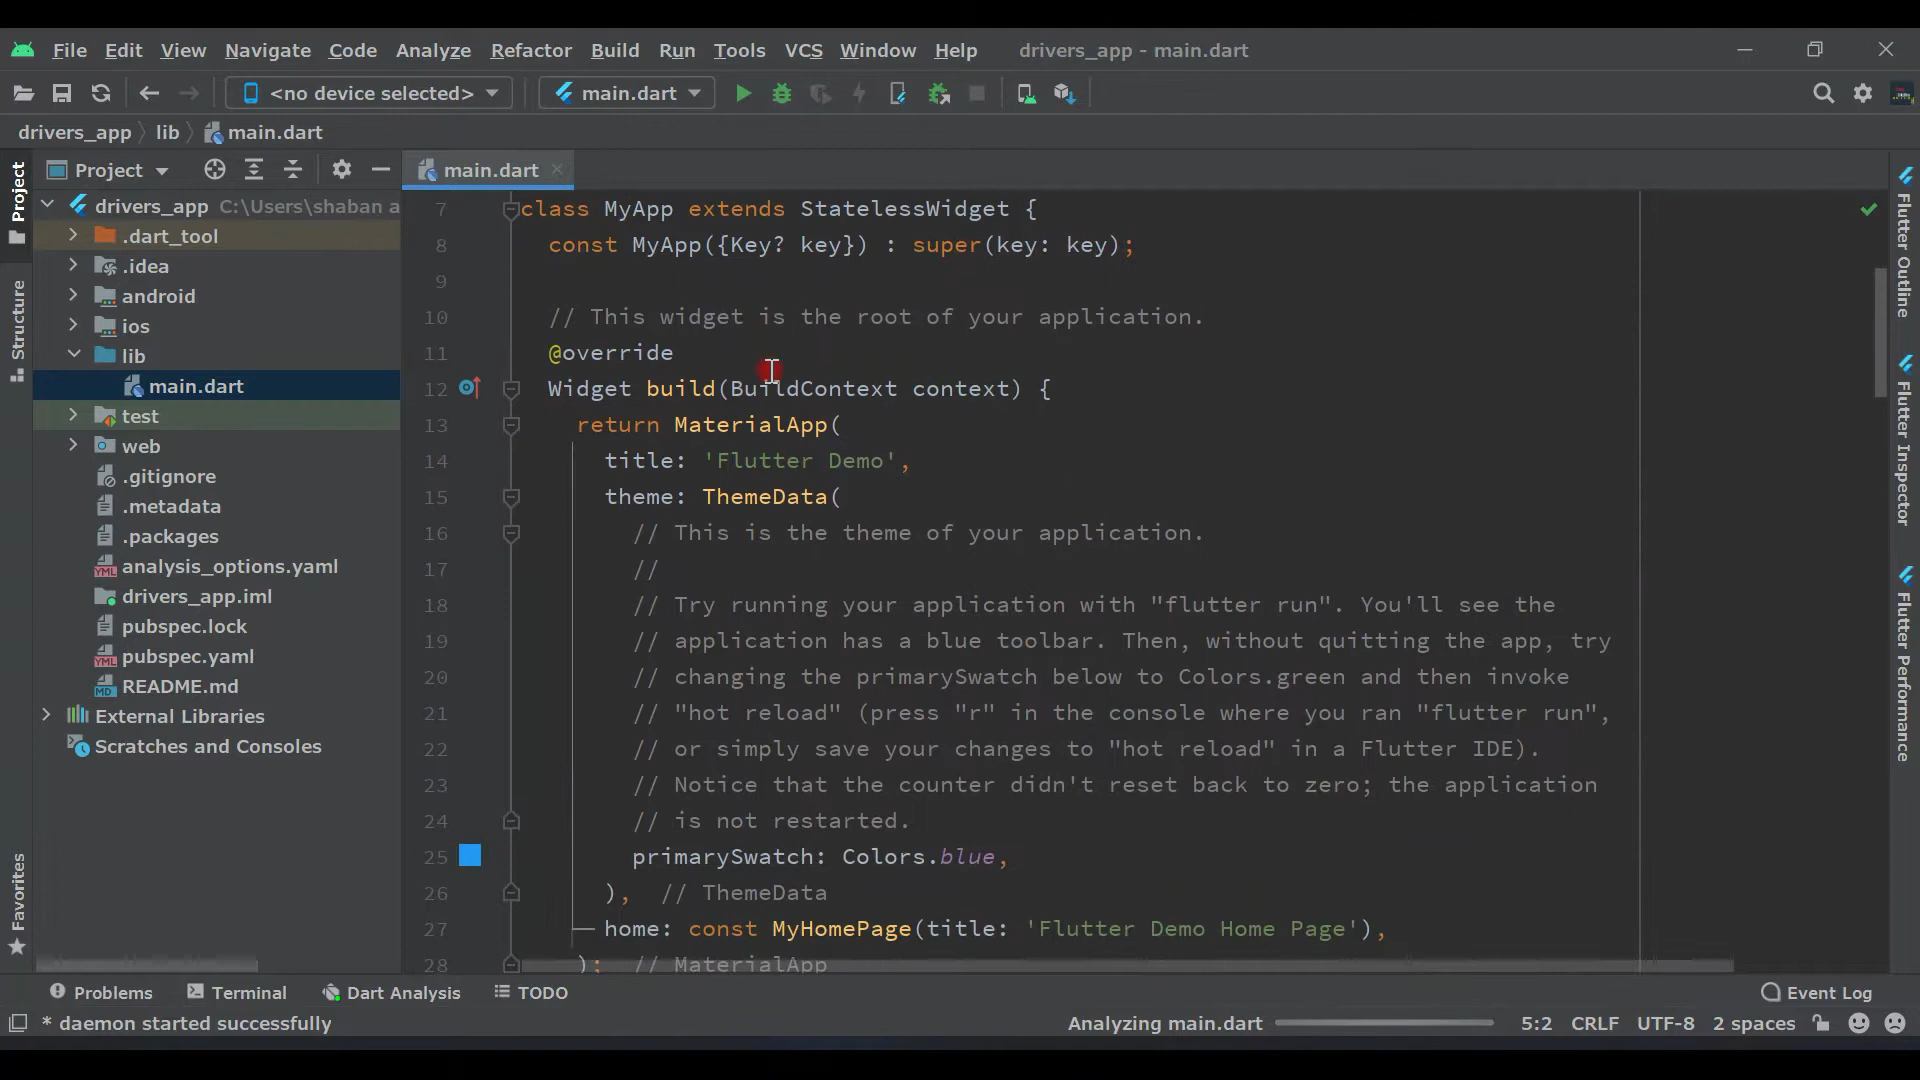 File Edit View Navigate Code Analyze Refactor Build Run Tools VCS Window Help drivers_app - main.dart
<no device selected> main.dart
drivers_app lib main.dart
Project
main.dart
Project
Structure
Favorites
drivers_app C:\Users\shaban a
.dart_tool
.idea
android
ios
lib
main.dart
test
web
.gitignore
.metadata
.packages
analysis_options.yaml
drivers_app.iml
pubspec.lock
pubspec.yaml
README.md
External Libraries
Scratches and Consoles
7 class MyApp extends StatelessWidget {
8 const MyApp({Key? key}) : super(key: key);
9
10 // This widget is the root of your application.
11 @override
12 Widget build(BuildContext context) {
13 return MaterialApp(
14 title: 'Flutter Demo',
15 theme: ThemeData(
16 // This is the theme of your application.
17 //
18 // Try running your application with "flutter run". You'll see the
19 // application has a blue toolbar. Then, without quitting the app, try
20 // changing the primarySwatch below to Colors.green and then invoke
21 // "hot reload" (press "r" in the console where you ran "flutter run",
22 // or simply save your changes to "hot reload" in a Flutter IDE).
23 // Notice that the counter didn't reset back to zero; the application
24 // is not restarted.
25 primarySwatch: Colors.blue,
26 ), // ThemeData
27 home: const MyHomePage(title: 'Flutter Demo Home Page'),
28 ); // MaterialApp
Flutter Outline
Flutter Inspector
Flutter Performance
Problems Terminal Dart Analysis TODO Event Log
* daemon started successfully Analyzing main.dart 5:2 CRLF UTF-8 2 spaces